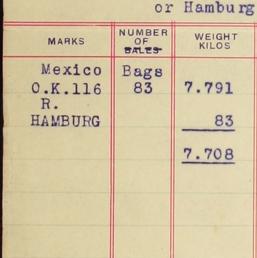 or Hamburg
MARKS NUMBER OF BALES WEIGHT KILOS
Mexico Bags
O.K.116 83 7.791
R.
HAMBURG 83
7.708